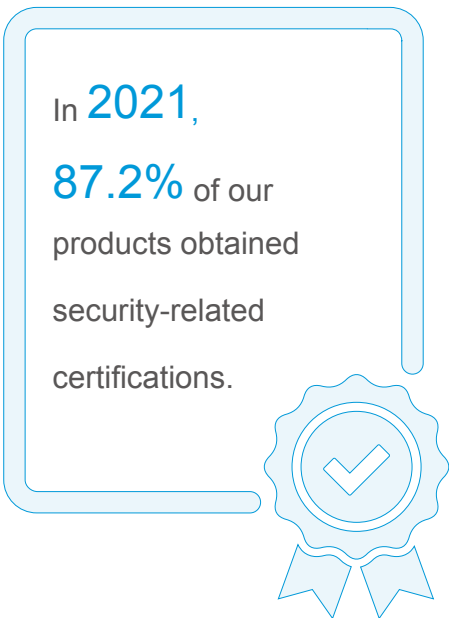 In 2021,
87.2% of our
products obtained
security-related
certifications.